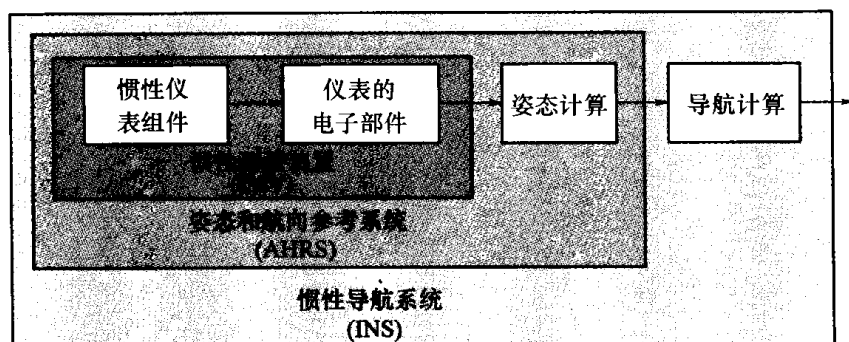 惯性仪
表组件
仪表的
电子部件
姿态计算
导航计算
姿态和航向参考系统
(AHRS)
惯性导航系统
(INS)